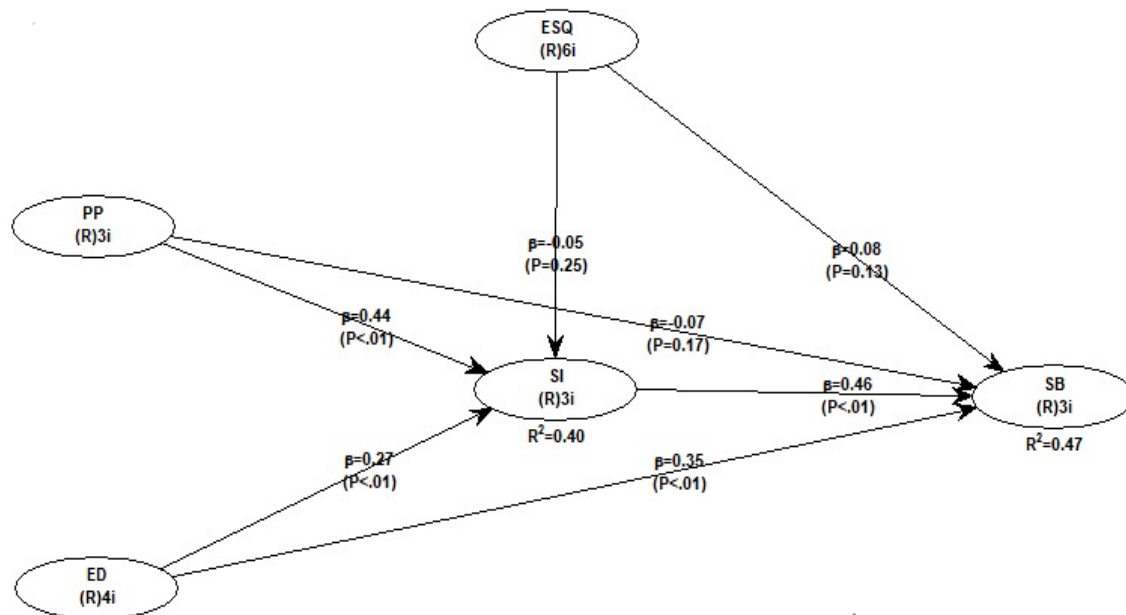 ESQ
(R)6i
PP
(R)3i
β=-0.05
(P=0.25)
β=0.08
(P=0.13)
β=0.44
(P<.01)
β=-0.07
(P=0.17)
SI
(R)3i
R²=0.40
β=0.46
(P<.01)
SB
(R)3i
R²=0.47
β=0.27
(P<.01)
β=0.35
(P<.01)
ED
(R)4i